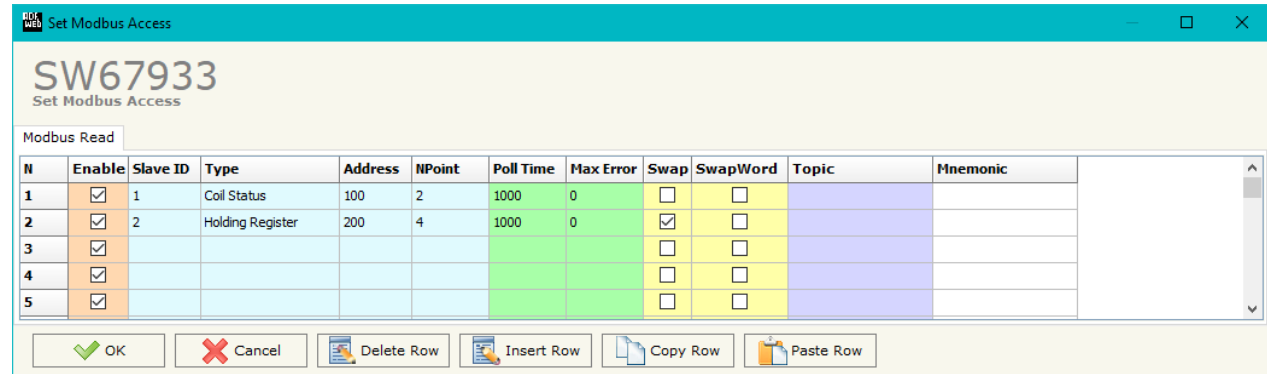 ADF
WEB Set Modbus Access
SW67933
Set Modbus Access
Modbus Read
N Enable Slave ID Type Address NPoint Poll Time Max Error Swap SwapWord Topic Mnemonic
1 1 Coil Status 100 2 1000 0
2 2 Holding Register 200 4 1000 0
3
4
5
OK Cancel Delete Row Insert Row Copy Row Paste Row